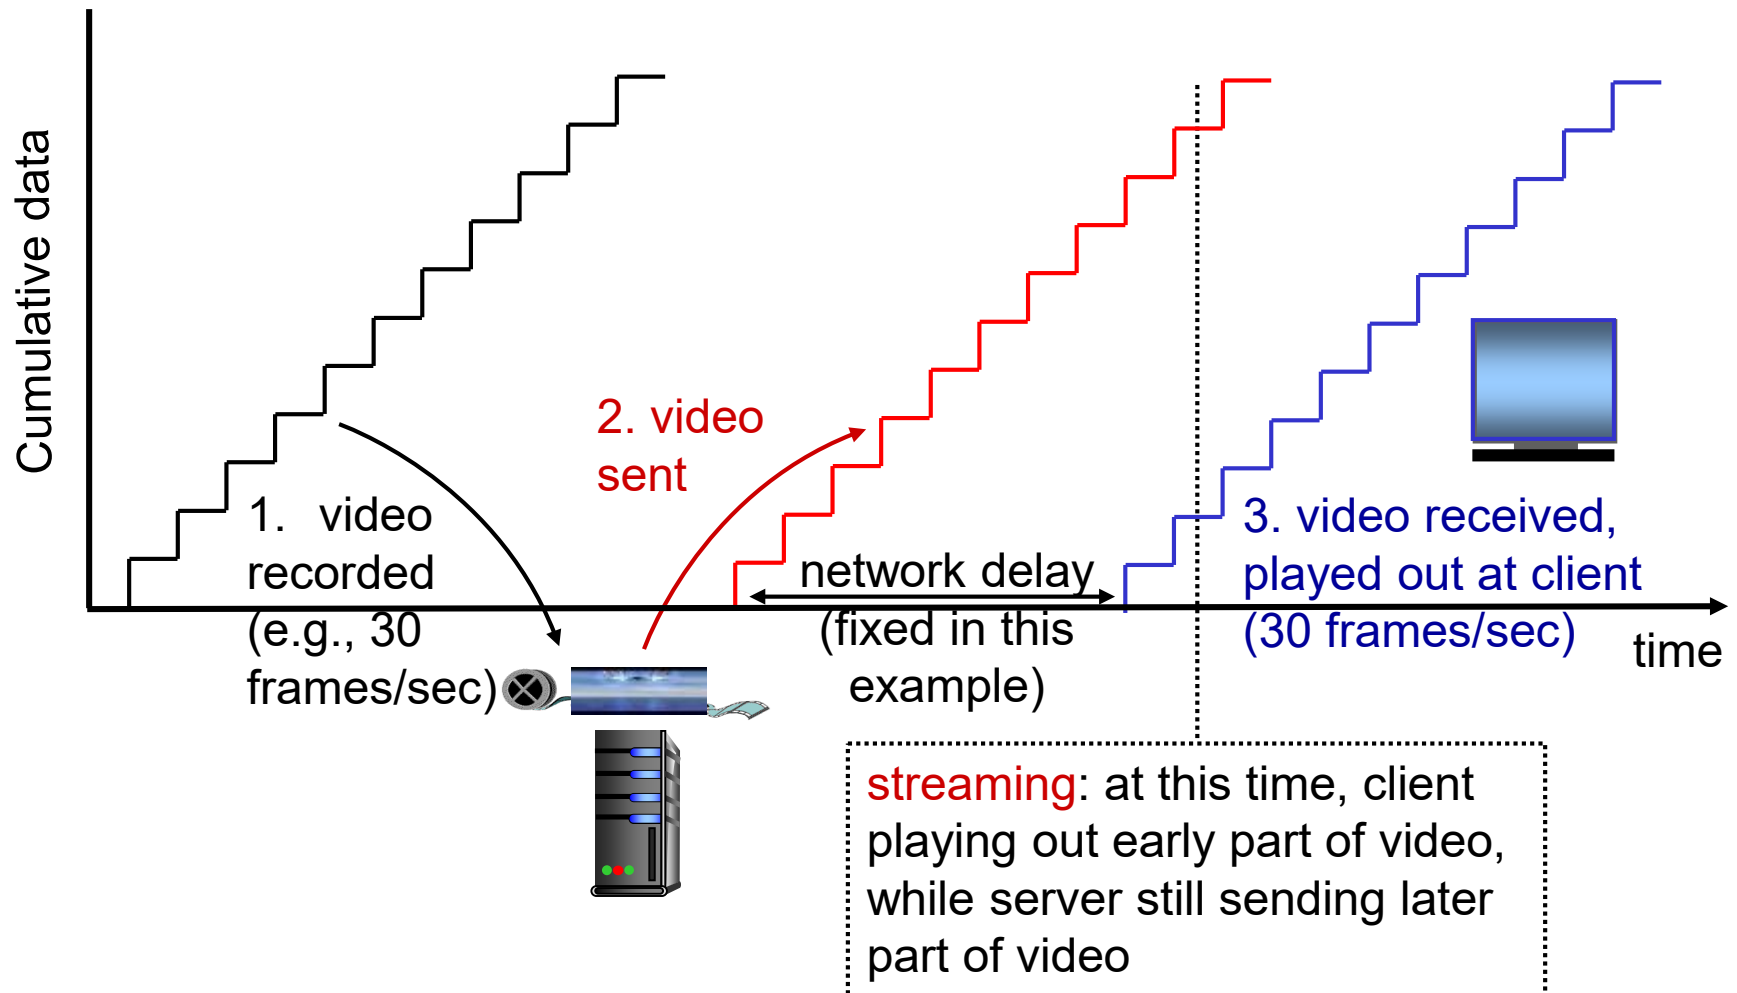 Cumulative data
2. video
sent
1. video
recorded
(e.g., 30
frames/sec)
network delay
(fixed in this
example)
3. video received,
played out at client
(30 frames/sec)
time
streaming: at this time, client
playing out early part of video,
while server still sending later
part of video